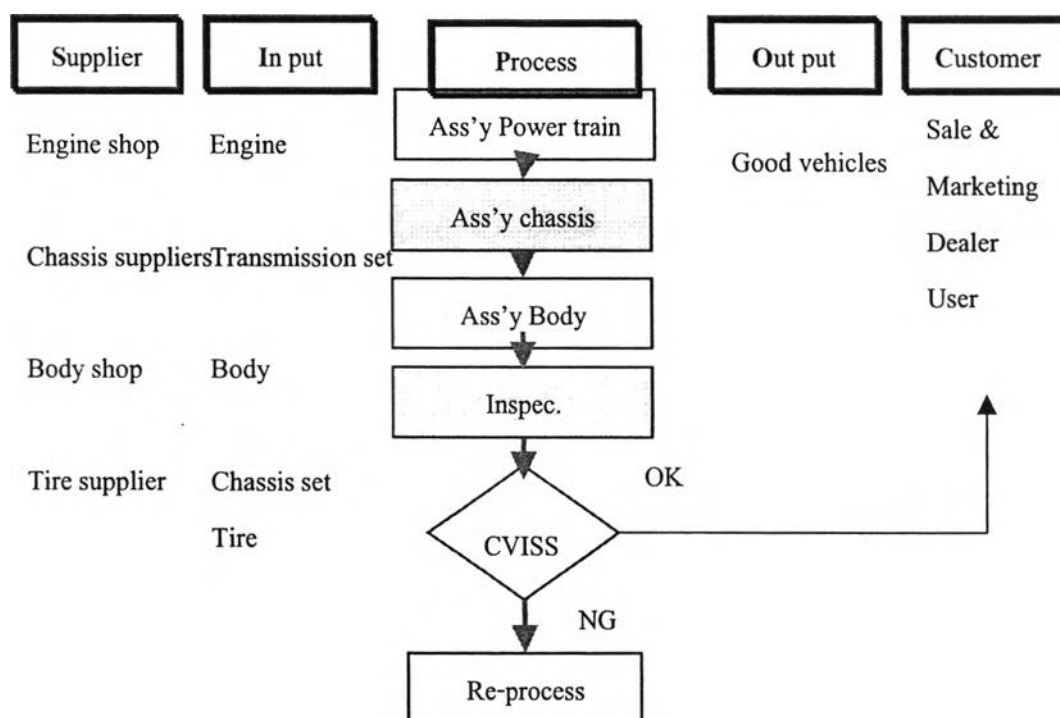 Supplier
In put
Process
Out put
Customer
Engine shop
Engine
Ass'y Power train
Good vehicles
Sale &
Marketing
Dealer
User
Ass'y chassis
Chassis suppliers
Transmission set
Ass'y Body
Body shop
Body
Inspec.
Tire supplier
Chassis set
Tire
OK
CVISS
NG
Re-process